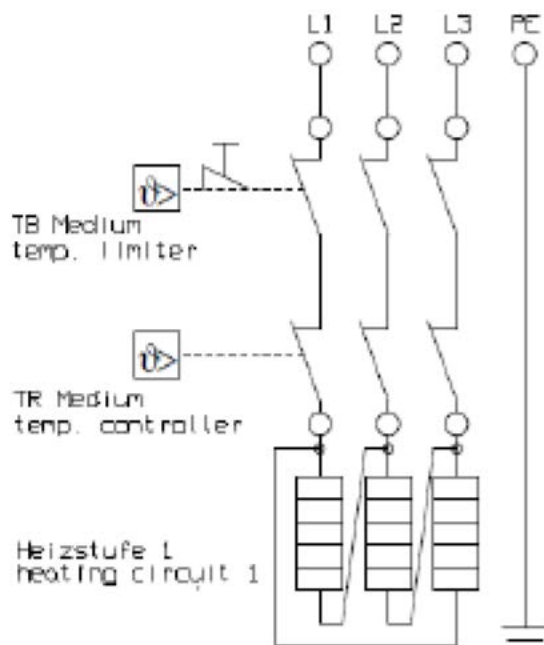 L1 L2 L3 PE
ϑ>
TB Medium
temp. limiter
ϑ>
TR Medium
temp. controller
Heizstufe 1
heating circuit 1